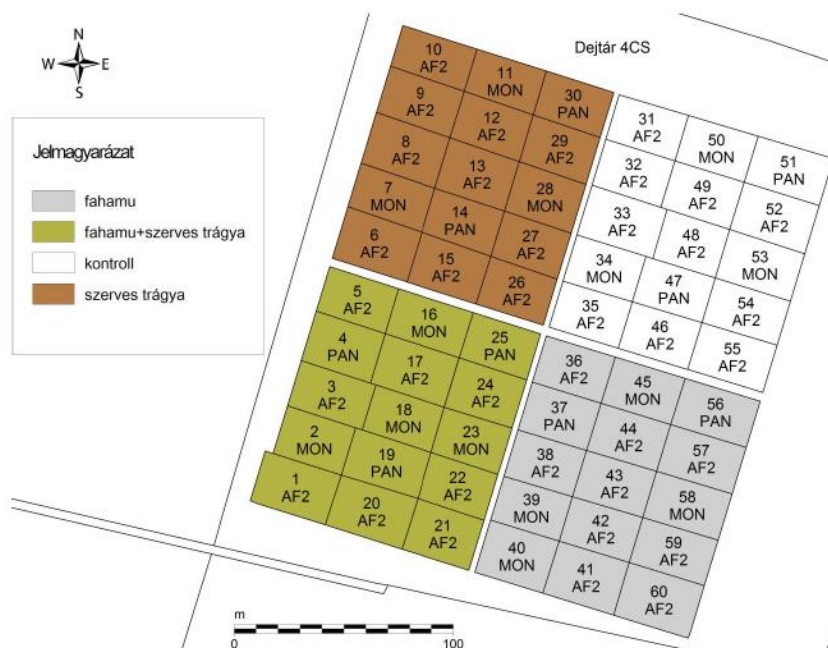 N
W E
S
Dejtár 4CS
Jelmagyarázat
fahamu
fahamu+szerves trágya
kontroll
szerves trágya
10
AF2
11
MON
30
PAN
9
AF2
12
AF2
29
AF2
8
AF2
13
AF2
28
MON
7
MON
14
PAN
27
AF2
6
AF2
15
AF2
26
AF2
31
AF2
50
MON
51
PAN
32
AF2
49
AF2
52
AF2
33
AF2
48
AF2
53
MON
34
MON
47
PAN
54
AF2
35
AF2
46
AF2
55
AF2
5
AF2
16
MON
25
PAN
4
PAN
17
AF2
24
AF2
3
AF2
18
MON
23
MON
2
MON
19
PAN
22
AF2
1
AF2
20
AF2
21
AF2
36
AF2
45
MON
56
PAN
37
PAN
44
AF2
57
AF2
38
AF2
43
AF2
58
MON
39
MON
42
AF2
59
AF2
40
MON
41
AF2
60
AF2
m
0 100